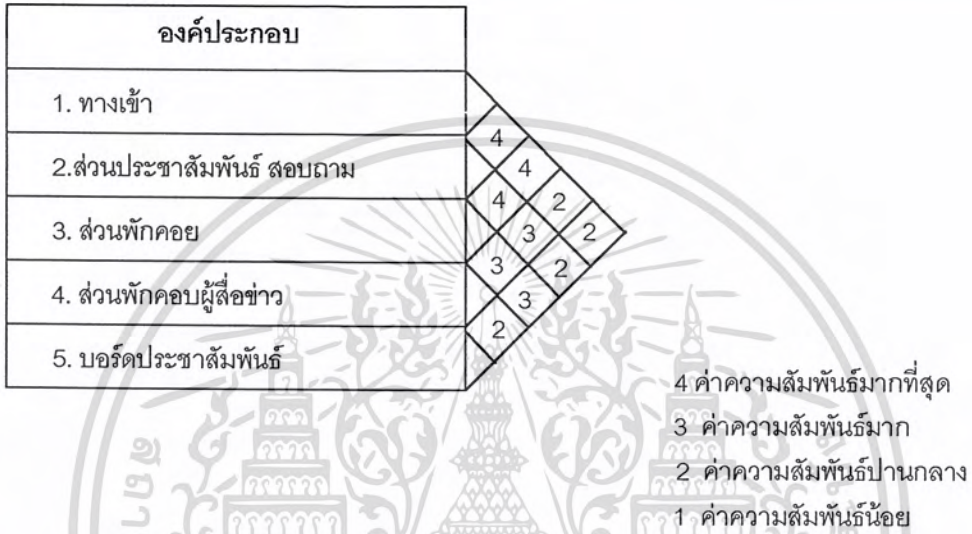 องค์ประกอบ
1. ทางเข้า
2.ส่วนประชาสัมพันธ์ สอบถาม
3. ส่วนพักคอย
4. ส่วนพักคอบผู้สื่อข่าว
5. บอร์ดประชาสัมพันธ์
4
4
4
2
3
3
2
2
3
2
4 ค่าความสัมพันธ์มากที่สุด
3 ค่าความสัมพันธ์มาก
2 ค่าความสัมพันธ์ปานกลาง
1 ค่าความสัมพันธ์น้อย